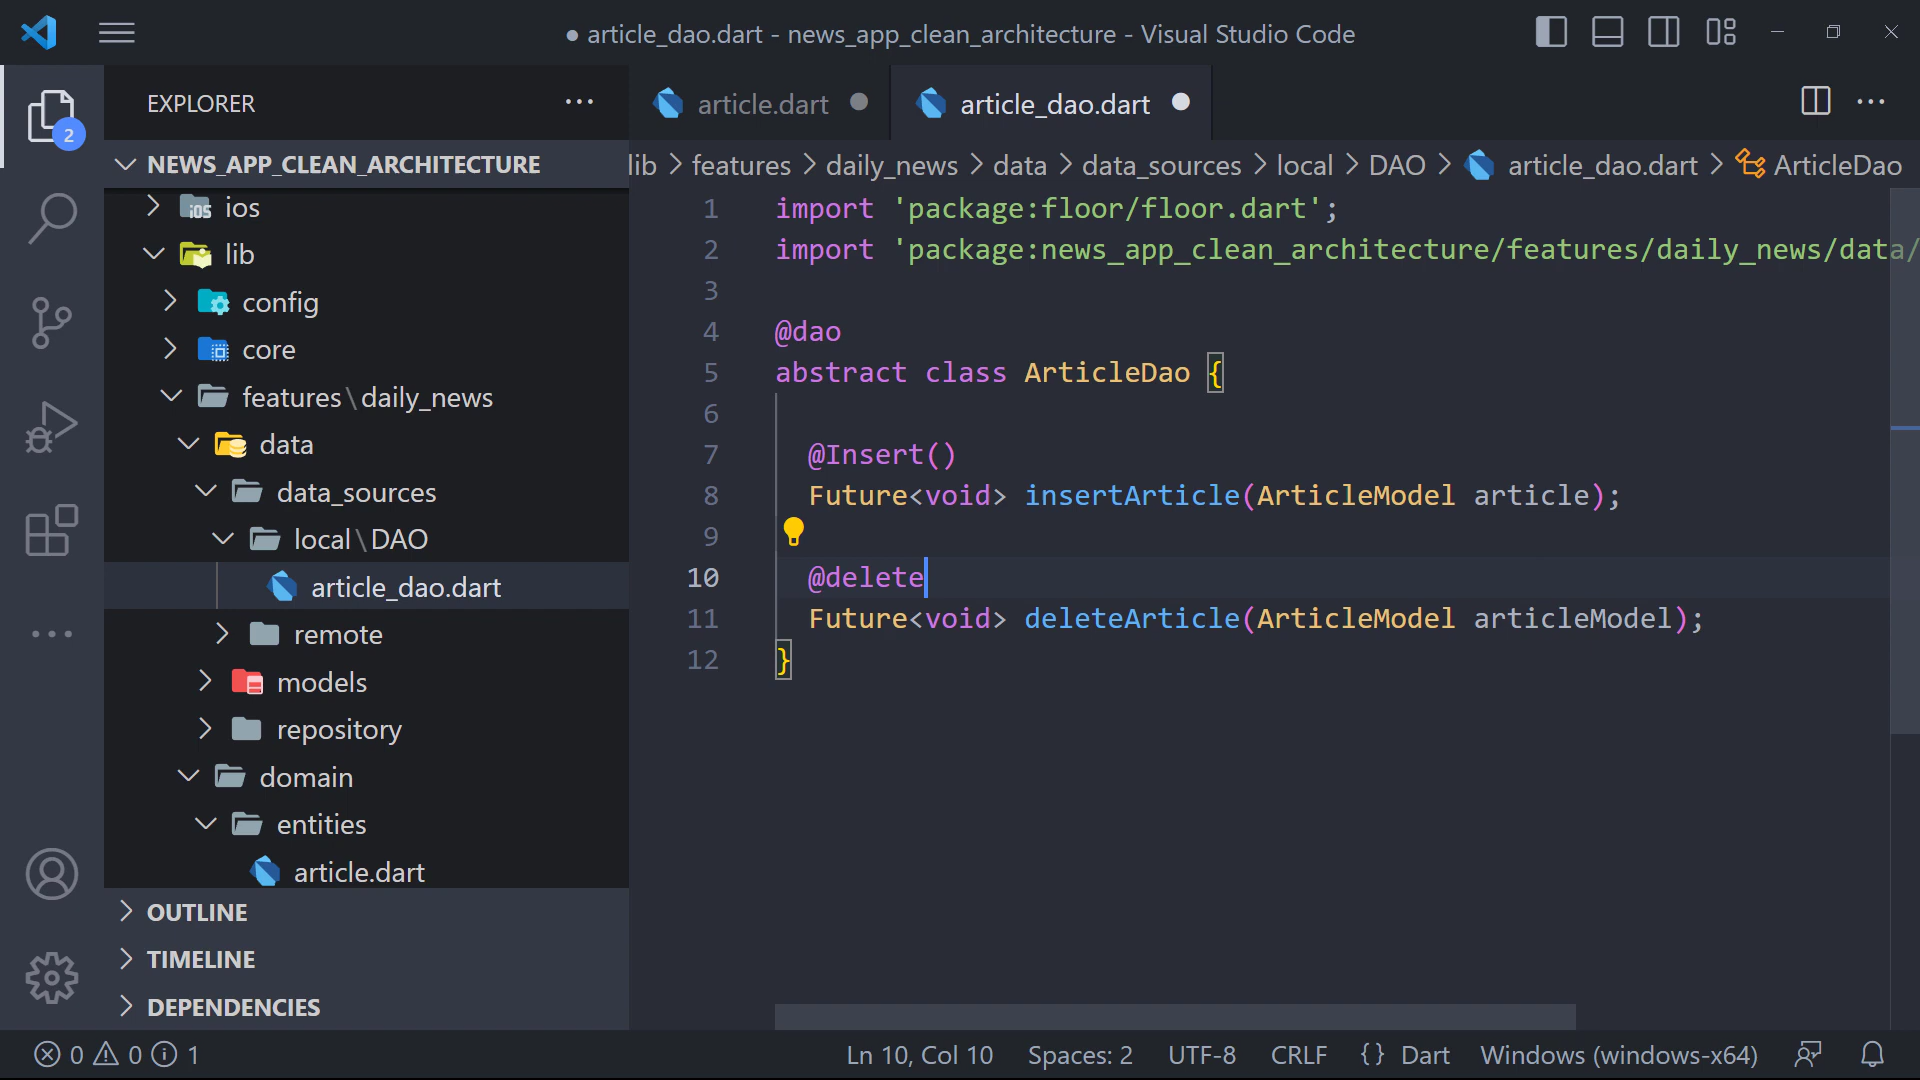 ● article_dao.dart - news_app_clean_architecture - Visual Studio Code
2
EXPLORER
NEWS_APP_CLEAN_ARCHITECTURE
ios
lib
config
core
features\daily_news
data
data_sources
local\DAO
article_dao.dart
remote
models
repository
domain
entities
article.dart
OUTLINE
TIMELINE
DEPENDENCIES
article.dart
article_dao.dart
lib > features > daily_news > data > data_sources > local > DAO > article_dao.dart > ArticleDao
1 import 'package:floor/floor.dart';
2 import 'package:news_app_clean_architecture/features/daily_news/data/
3
4 @dao
5 abstract class ArticleDao {
6
7 @Insert()
8 Future<void> insertArticle(ArticleModel article);
9
10 @delete
11 Future<void> deleteArticle(ArticleModel articleModel);
12 }
0 0 1
Ln 10, Col 10 Spaces: 2 UTF-8 CRLF {} Dart Windows (windows-x64)